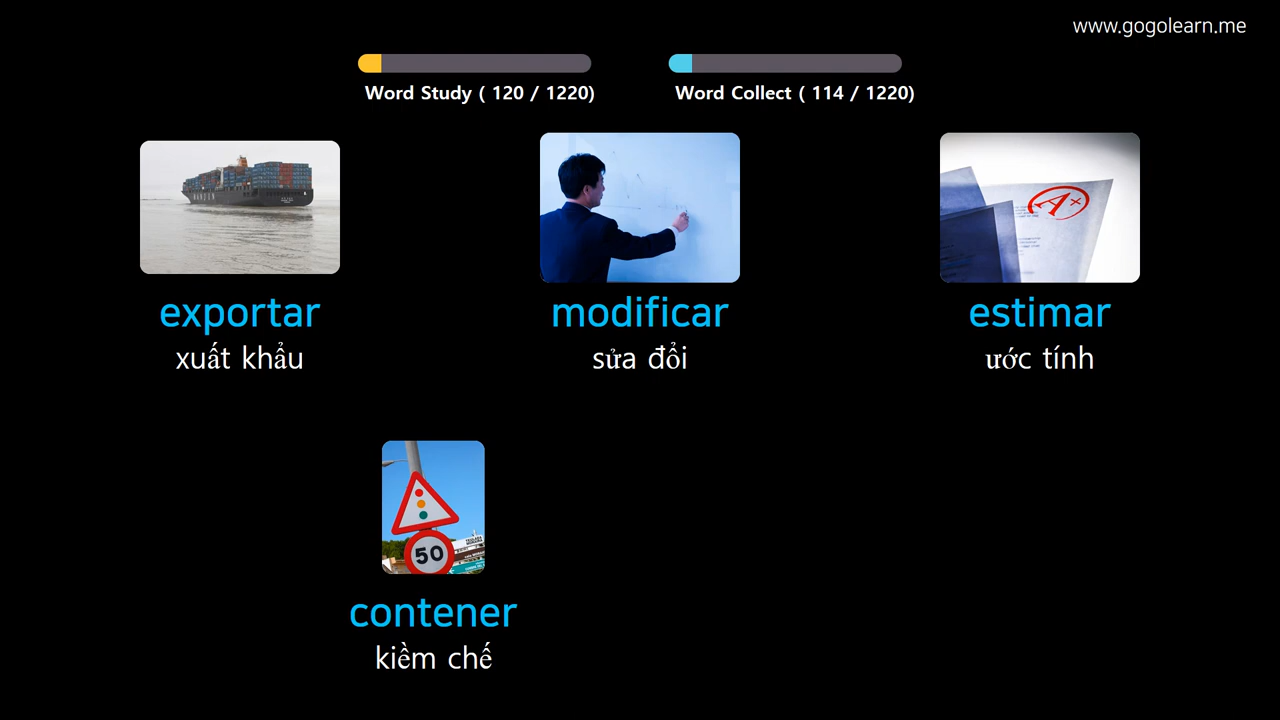 www.gogolearn.me
Word Study ( 120 / 1220)
Word Collect ( 114 / 1220)
A+
exportar
modificar
estimar
xuất khẩu
sửa đổi
ước tính
50
contener
kiềm chế